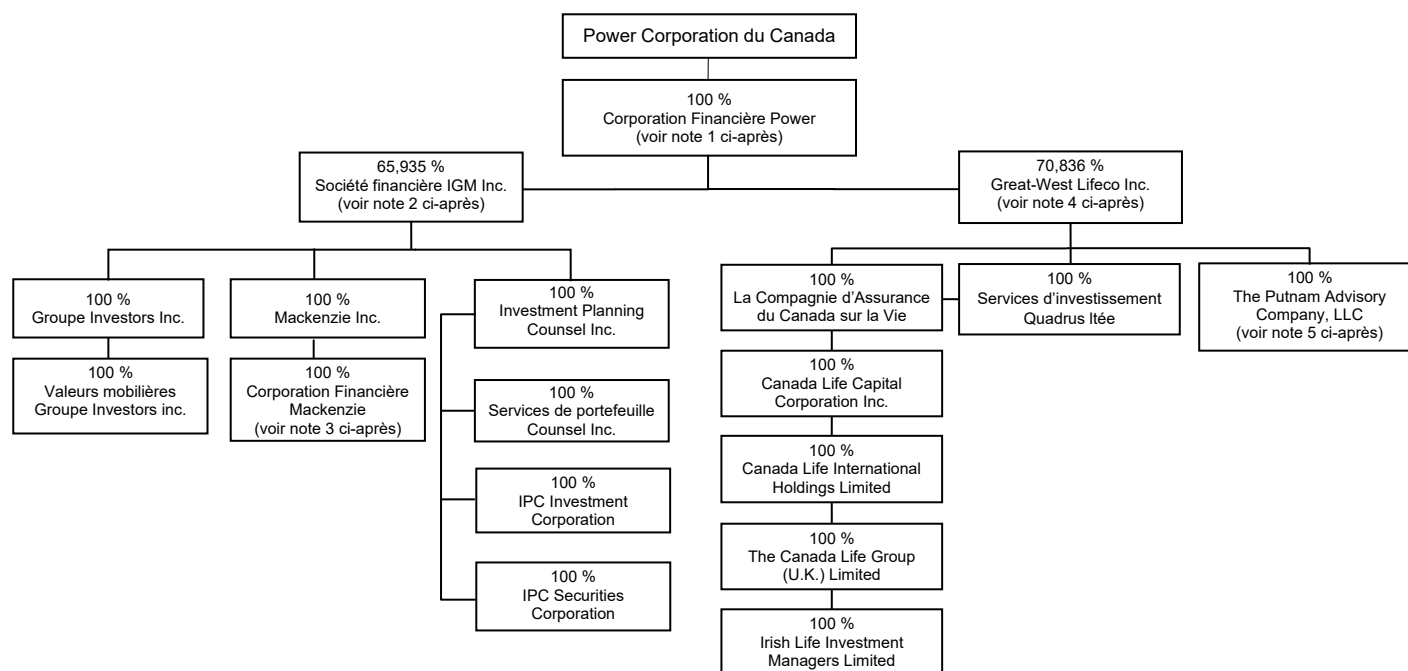 Power Corporation du Canada
100 %
Corporation Financière Power
(voir note 1 ci-après)
65,935 %
Société financière IGM Inc.
(voir note 2 ci-après)
70,836 %
Great-West Lifeco Inc.
(voir note 4 ci-après)
100 %
Groupe Investors Inc.
100 %
Mackenzie Inc.
100 %
Investment Planning
Counsel Inc.
100 %
La Compagnie d’Assurance
du Canada sur la Vie
100 %
Services d’investissement
Quadrus ltée
100 %
The Putnam Advisory
Company, LLC
(voir note 5 ci-après)
100 %
Valeurs mobilières
Groupe Investors inc.
100 %
Corporation Financière
Mackenzie
(voir note 3 ci-après)
100 %
Services de portefeuille
Counsel Inc.
100 %
Canada Life Capital
Corporation Inc.
100 %
IPC Investment
Corporation
100 %
Canada Life International
Holdings Limited
100 %
IPC Securities
Corporation
100 %
The Canada Life Group
(U.K.) Limited
100 %
Irish Life Investment
Managers Limited